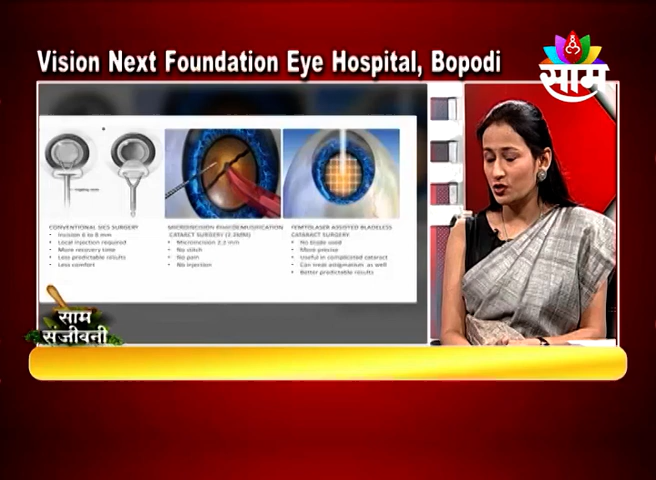 Vision Next Foundation Eye Hospital, Bopodi
साम
CONVENTIONAL SICS SURGERY
• Incision 6 to 8 mm
• Local injection required
• More recovery time
• Less predictable results
• Less comfort
MICROINCISION PHACOEMULSIFICATION
CATARACT SURGERY (2.2MM)
• Microincision 2.2 mm
• No stitch
• No pain
• No injection
FEMTOLASER ASSISTED BLADELESS
CATARACT SURGERY
• No blade used
• More precise
• Useful in complicated cataract
• Can treat astigmatism as well
• Better predictable results
साम
संजीवनी